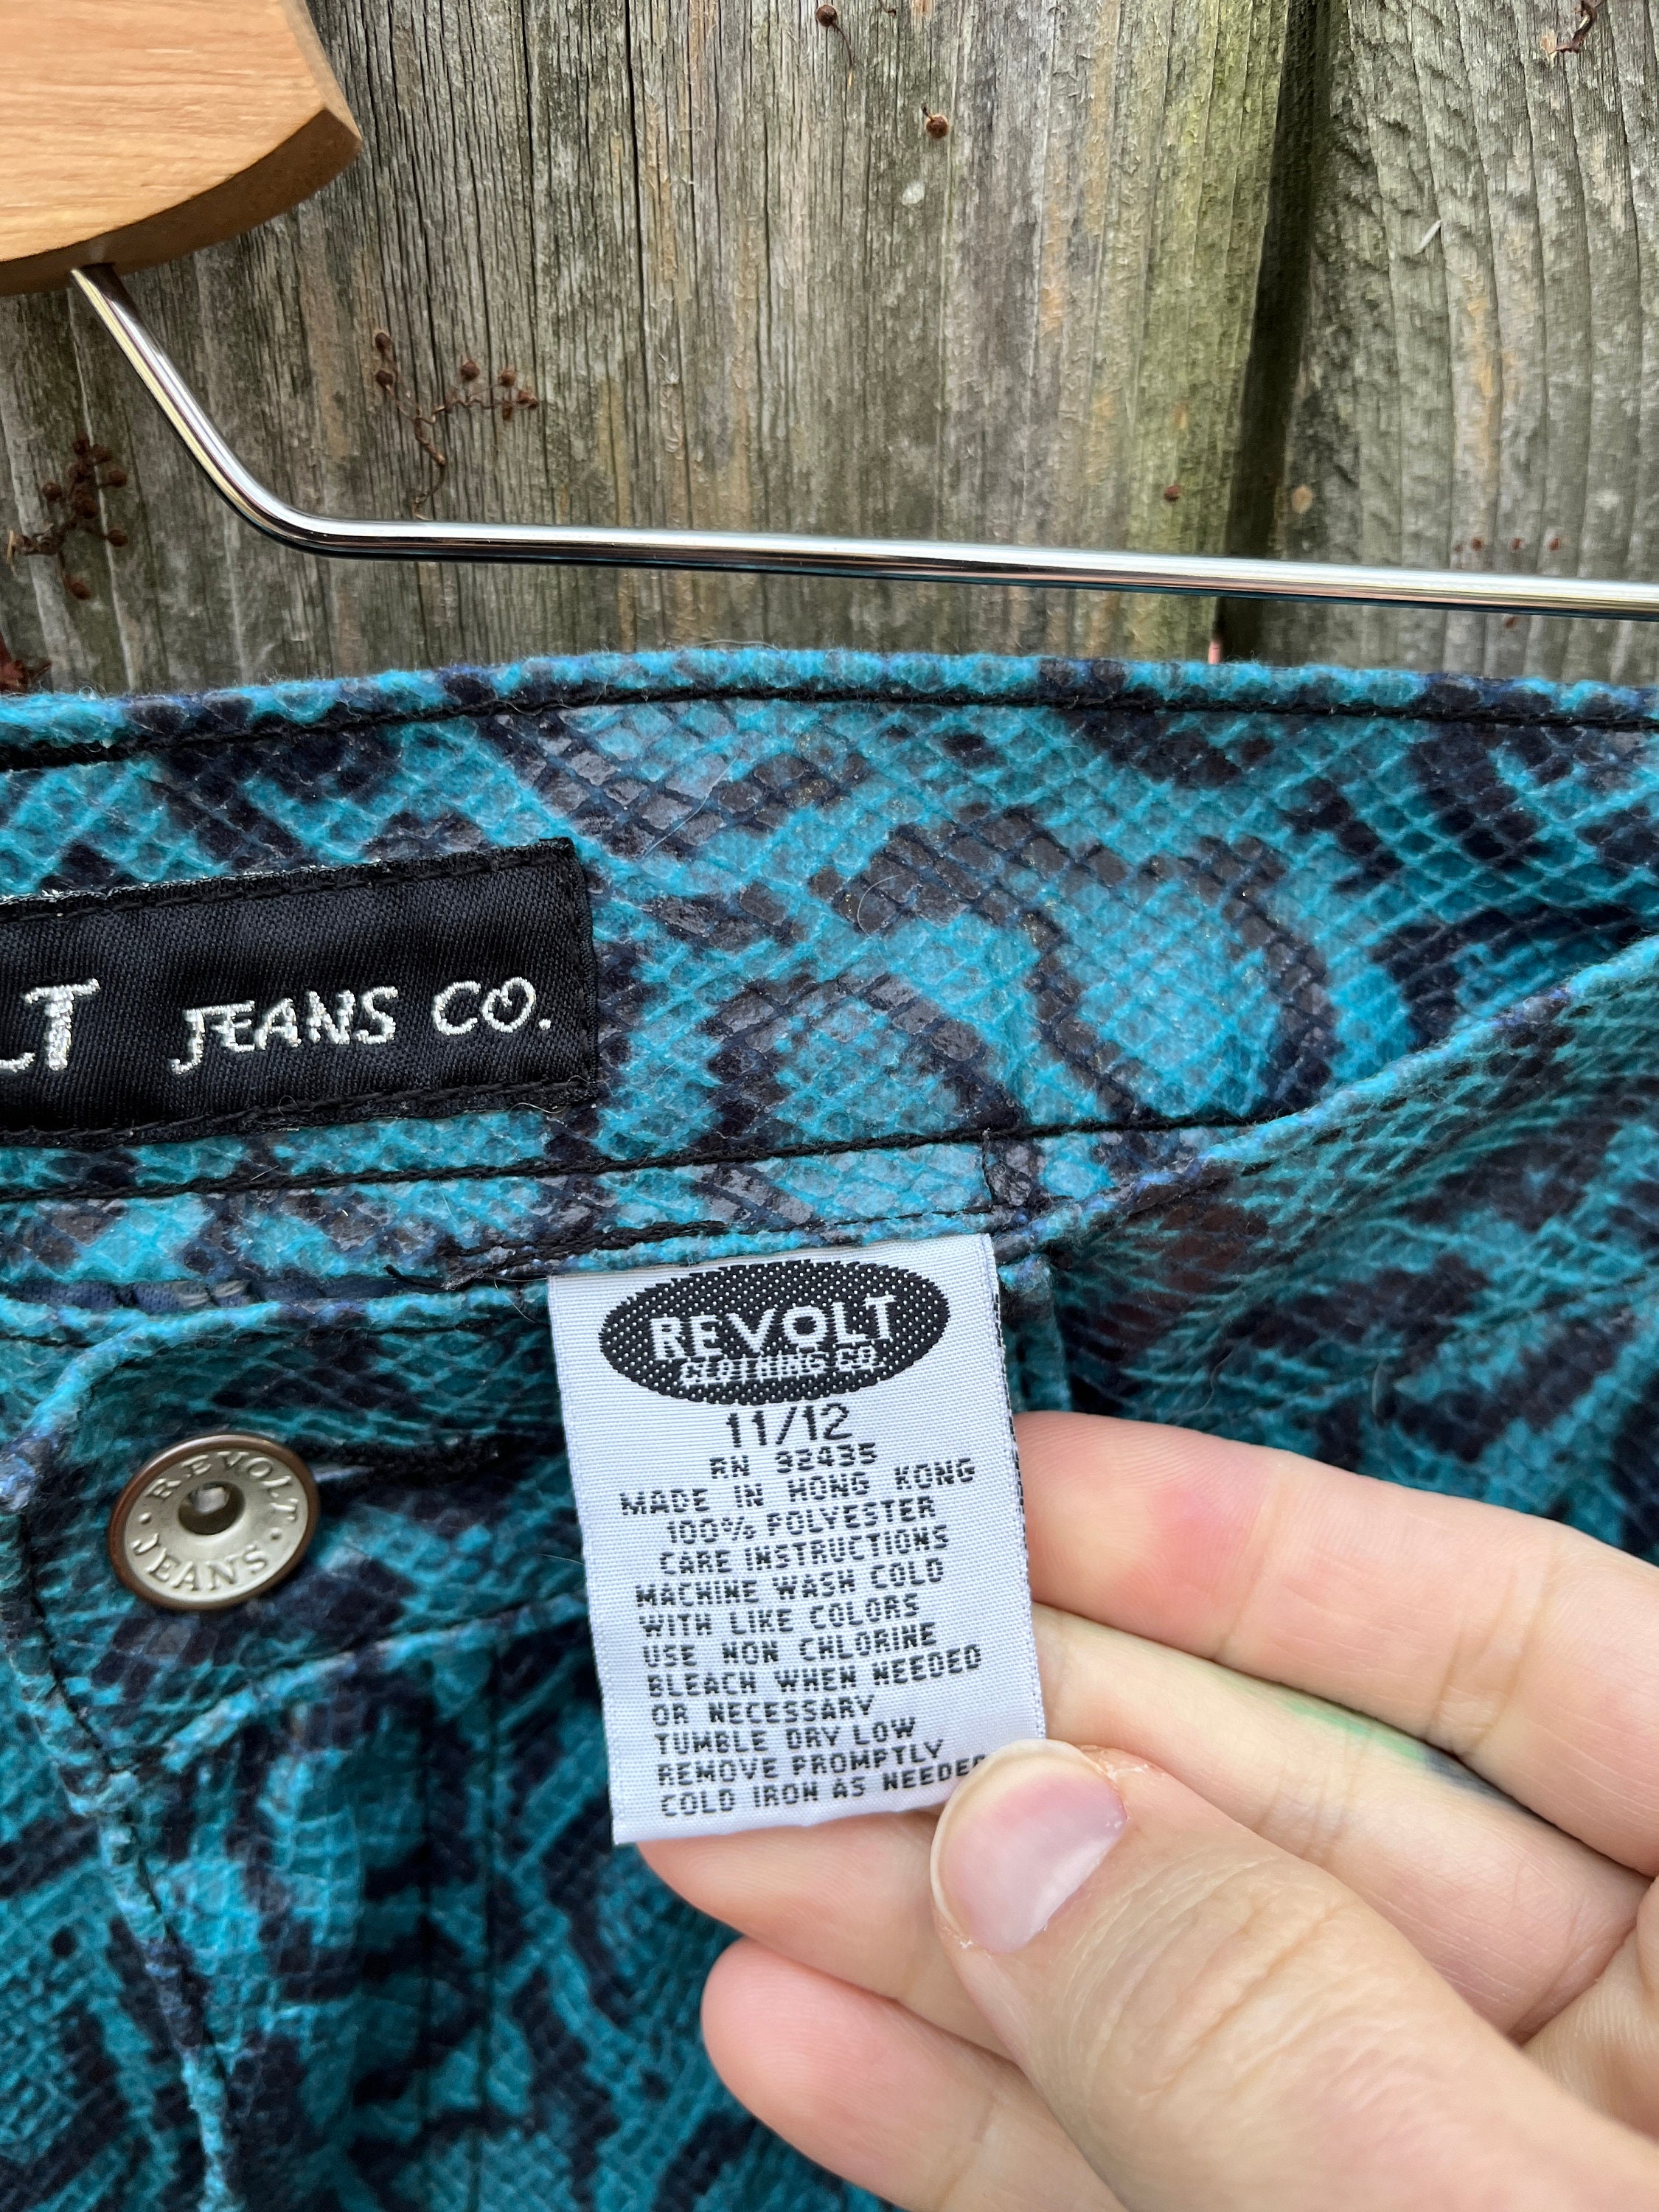 LT JEANS CO.
REVOLT
CLOTHING CO.
11/12
RN 92435
MADE IN HONG KONG
100% POLYESTER
CARE INSTRUCTIONS
MACHINE WASH COLD
WITH LIKE COLORS
USE NON CHLORINE
BLEACH WHEN NEEDED
OR NECESSARY
TUMBLE DRY LOW
REMOVE PROMPTLY
COLD IRON AS NEEDED
REVOLT
JEANS